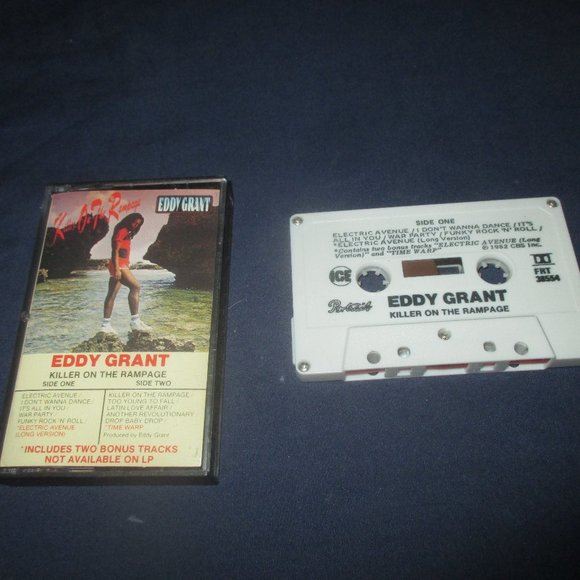 Killer On The Rampage
EDDY GRANT
EDDY GRANT
KILLER ON THE RAMPAGE
SIDE ONE
SIDE TWO
ELECTRIC AVENUE /
I DON'T WANNA DANCE /
IT'S ALL IN YOU
WAR PARTY
FUNKY ROCK 'N' ROLL /
*ELECTRIC AVENUE
(LONG VERSION)
KILLER ON THE RAMPAGE /
TOO YOUNG TO FALL /
LATIN LOVE AFFAIR /
ANOTHER REVOLUTIONARY
DROP BABY DROP
*TIME WARP
Produced by Eddy Grant
*INCLUDES TWO BONUS TRACKS
NOT AVAILABLE ON LP
SIDE ONE
ELECTRIC AVENUE / I DON'T WANNA DANCE / IT'S
ALL IN YOU / WAR PARTY / FUNKY ROCK 'N' ROLL /
*ELECTRIC AVENUE (Long Version)
*Contains two bonus tracks "ELECTRIC AVENUE (Long
Version)" and "TIME WARP" © 1982 CBS Inc.
ICE
FRT
38554
Portrait
EDDY GRANT
KILLER ON THE RAMPAGE